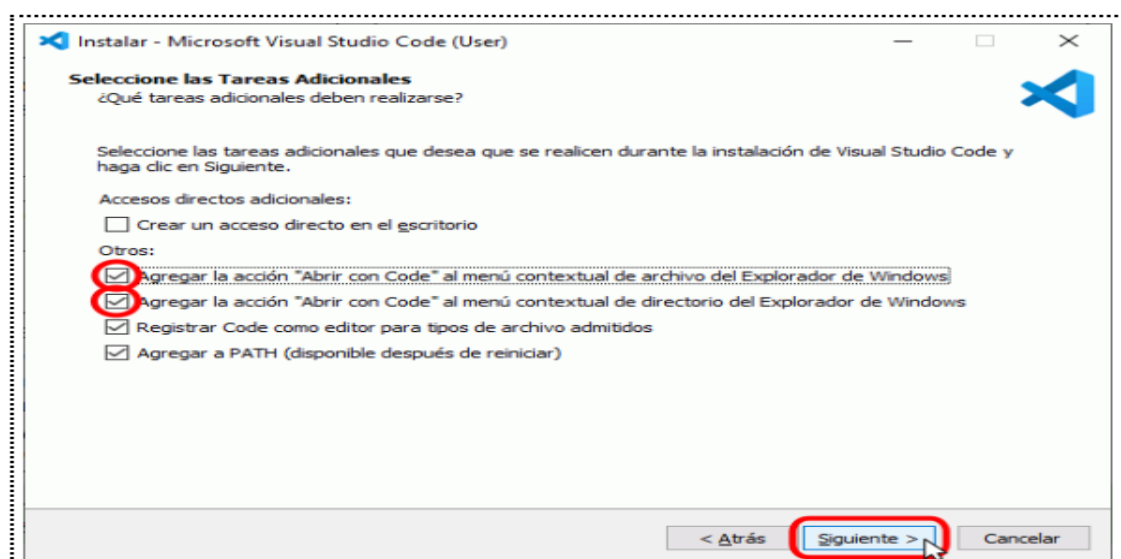 Instalar - Microsoft Visual Studio Code (User)
Seleccione las Tareas Adicionales
¿Qué tareas adicionales deben realizarse?
Seleccione las tareas adicionales que desea que se realicen durante la instalación de Visual Studio Code y
haga clic en Siguiente.
Accesos directos adicionales:
Crear un acceso directo en el escritorio
Otros:
Agregar la acción "Abrir con Code" al menú contextual de archivo del Explorador de Windows
Agregar la acción "Abrir con Code" al menú contextual de directorio del Explorador de Windows
Registrar Code como editor para tipos de archivo admitidos
Agregar a PATH (disponible después de reiniciar)
< Atrás Siguiente > Cancelar